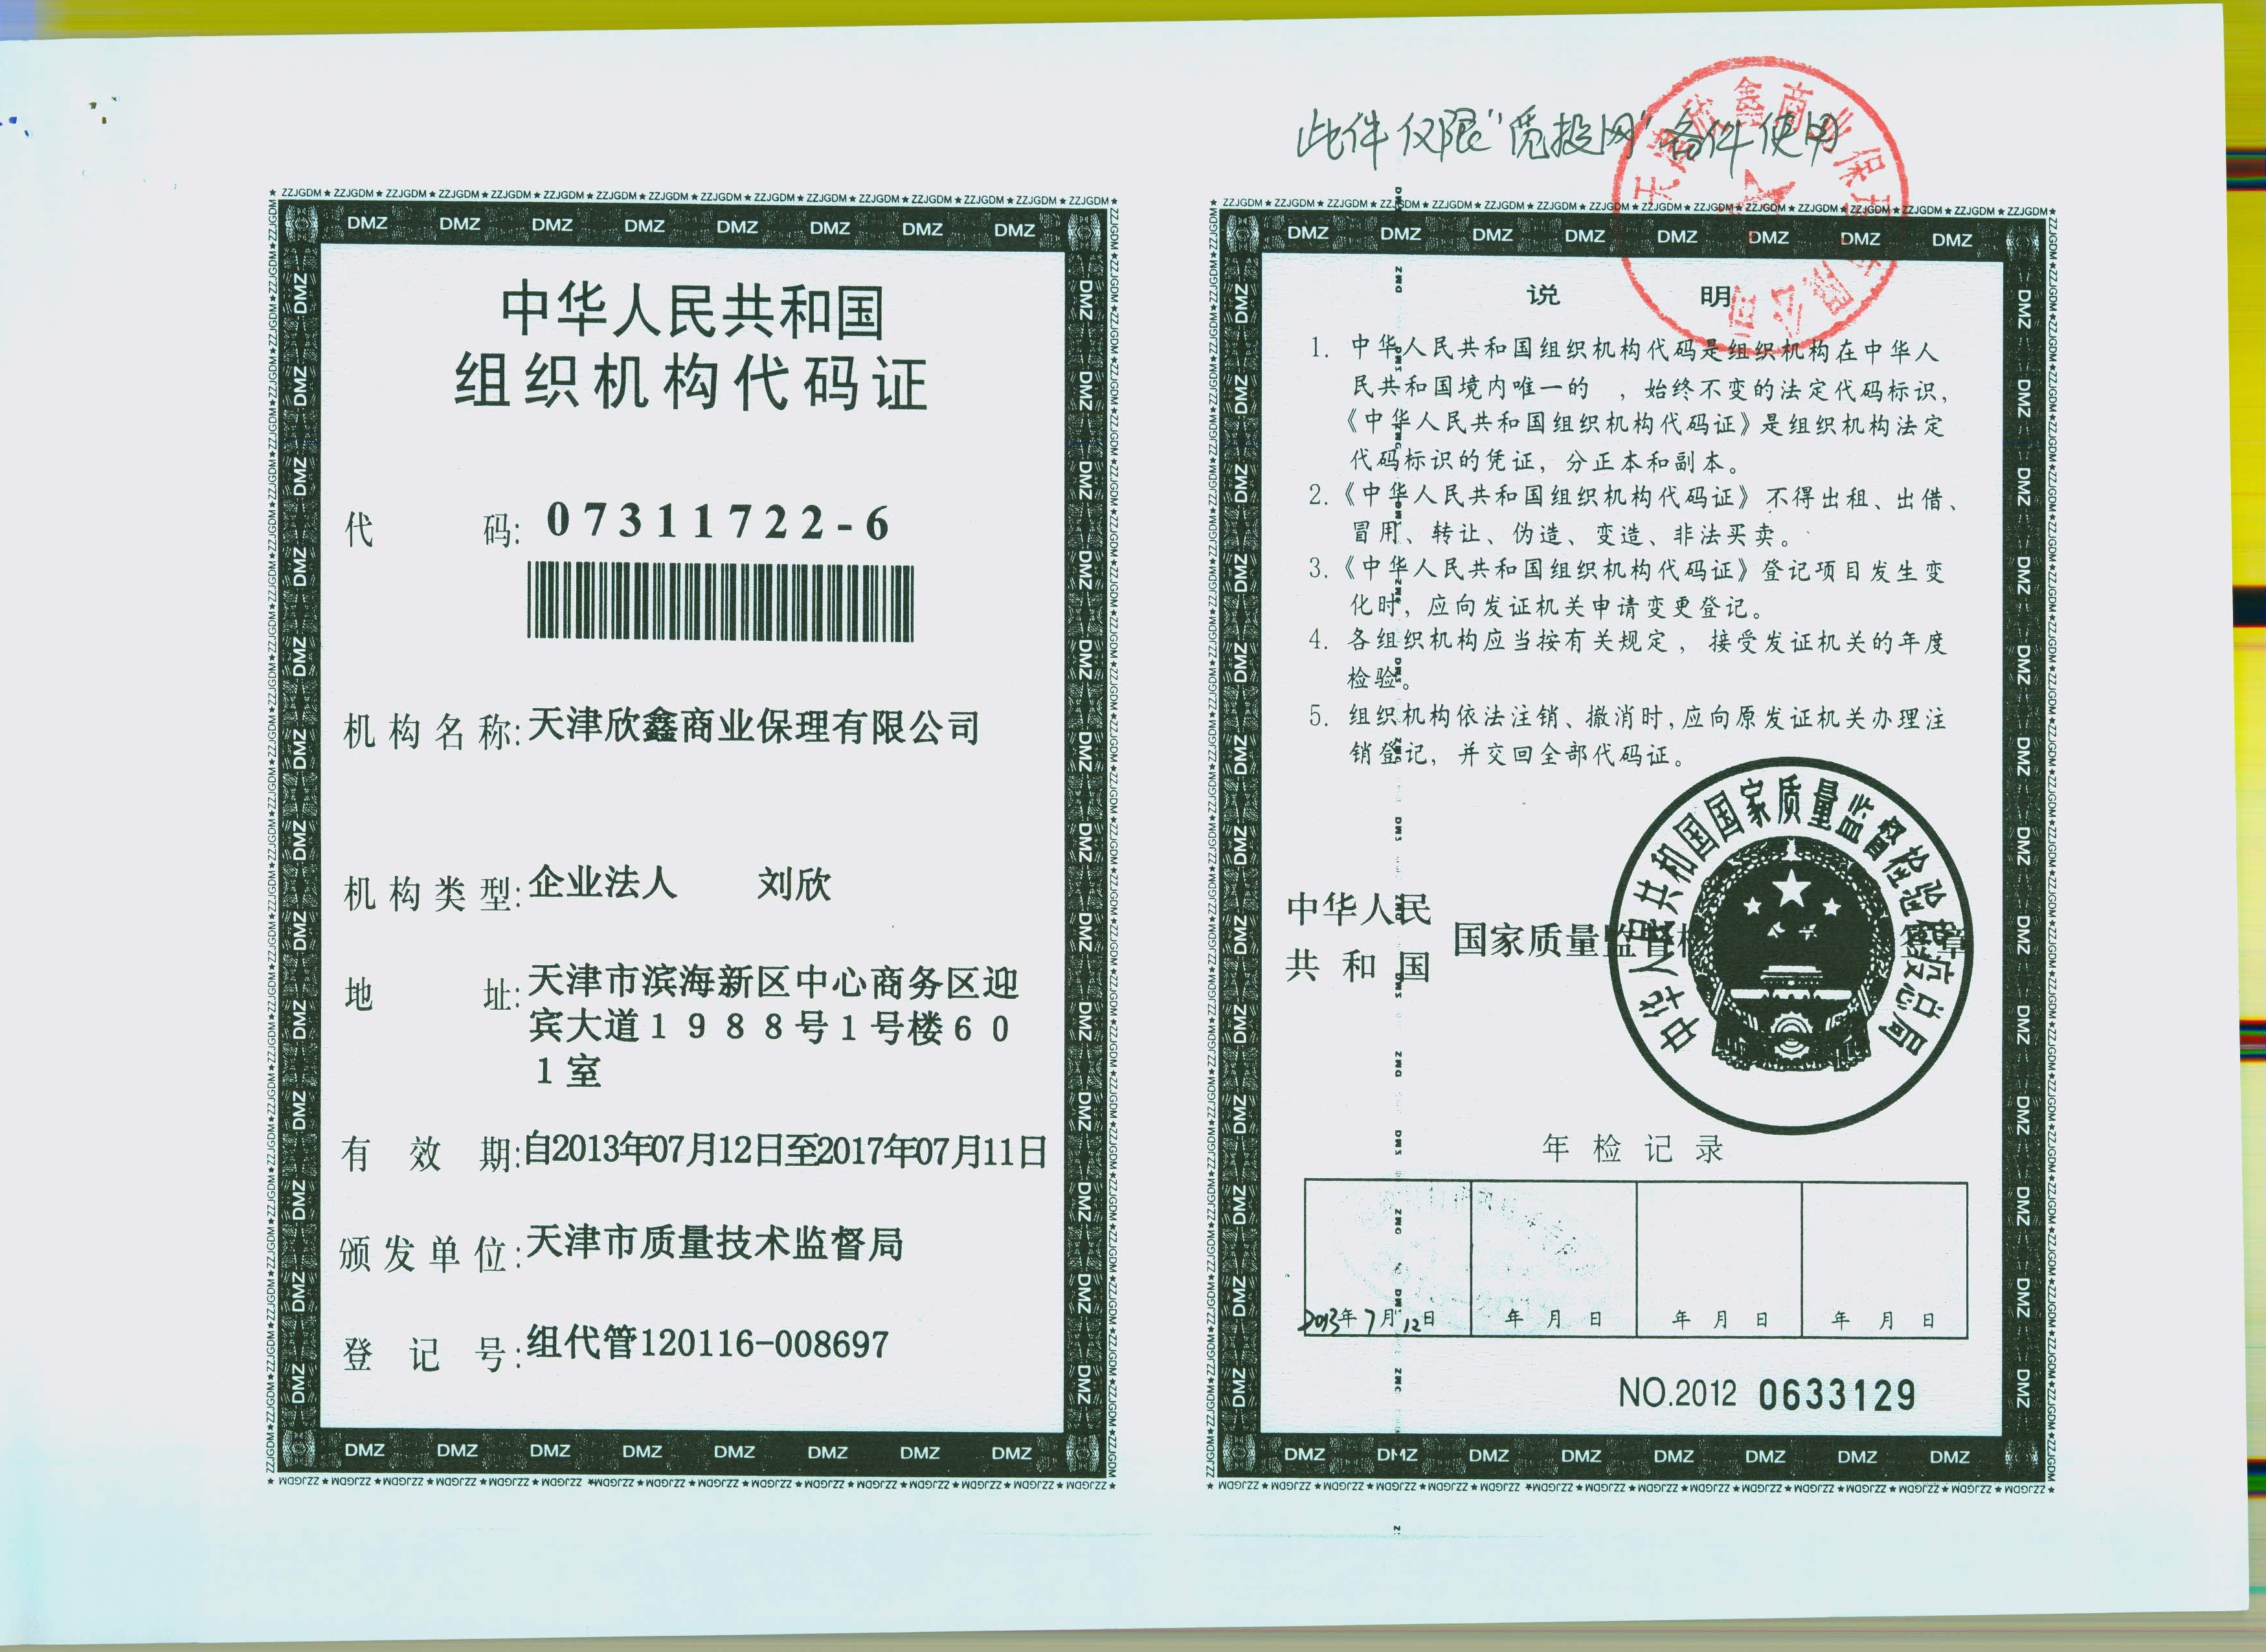 此件仅限"觅投网"备件使用
天津欣鑫商业保理有限公司
中华人民共和国
组织机构代码证
代 码: 07311722-6
机构名称: 天津欣鑫商业保理有限公司
机构类型: 企业法人 刘欣
地 址: 天津市滨海新区中心商务区迎
宾大道1988号1号楼60
1室
有 效 期: 自2013年07月12日至2017年07月11日
颁发单位: 天津市质量技术监督局
登 记 号: 组代管120116-008697
说 明
1. 中华人民共和国组织机构代码是组织机构在中华人
民共和国境内唯一的 ，始终不变的法定代码标识，
《中华人民共和国组织机构代码证》是组织机构法定
代码标识的凭证，分正本和副本。
2.《中华人民共和国组织机构代码证》不得出租、出借、
冒用、转让、伪造、变造、非法买卖。
3.《中华人民共和国组织机构代码证》登记项目发生变
化时，应向发证机关申请变更登记。
4. 各组织机构应当按有关规定，接受发证机关的年度
检验。
5. 组织机构依法注销、撤消时,应向原发证机关办理注
销登记，并交回全部代码证。
中华人民
共和国
国家质量监督检 签章
中华人民共和国国家质量监督检验检疫总局
年检记录
2013年7月12日 年 月 日 年 月 日 年 月 日
NO.2012 0633129